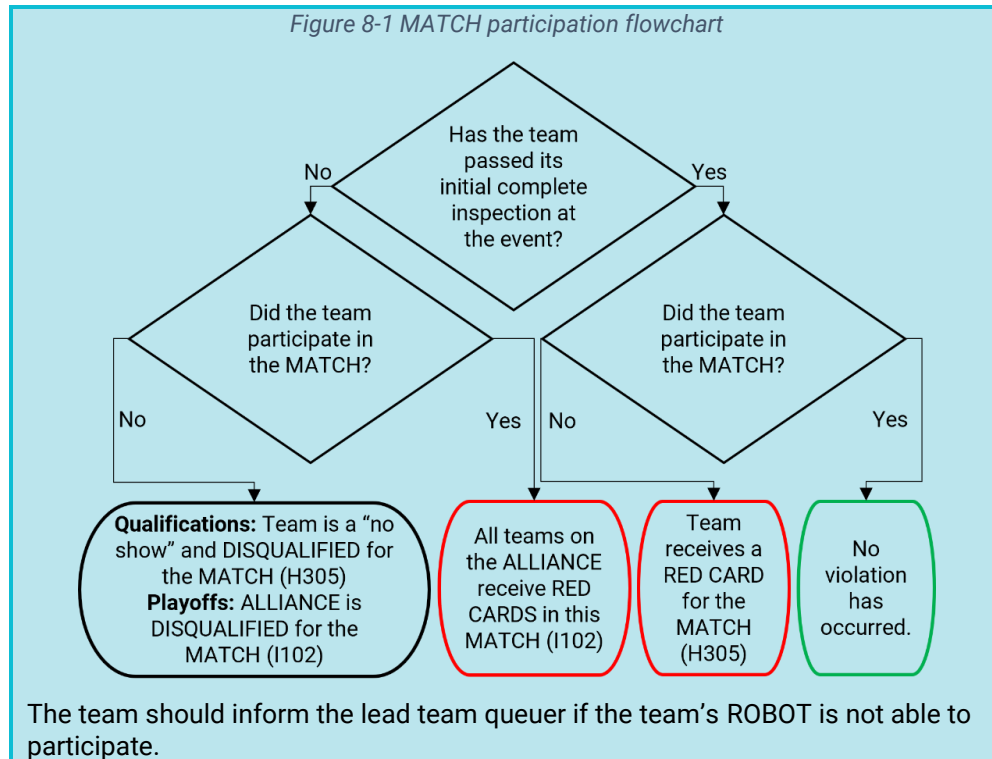 Figure 8-1 MATCH participation flowchart
Has the team
passed its
initial complete
inspection at
the event?
No
Yes
Did the team
participate in
the MATCH?
Did the team
participate in
the MATCH?
No
Yes
No
Yes
Qualifications: Team is a “no
show” and DISQUALIFIED for
the MATCH (H305)
Playoffs: ALLIANCE is
DISQUALIFIED for the
MATCH (I102)
All teams on
the ALLIANCE
receive RED
CARDS in this
MATCH (I102)
Team
receives a
RED CARD
for the
MATCH
(H305)
No
violation
has
occurred.
The team should inform the lead team queuer if the team’s ROBOT is not able to
participate.